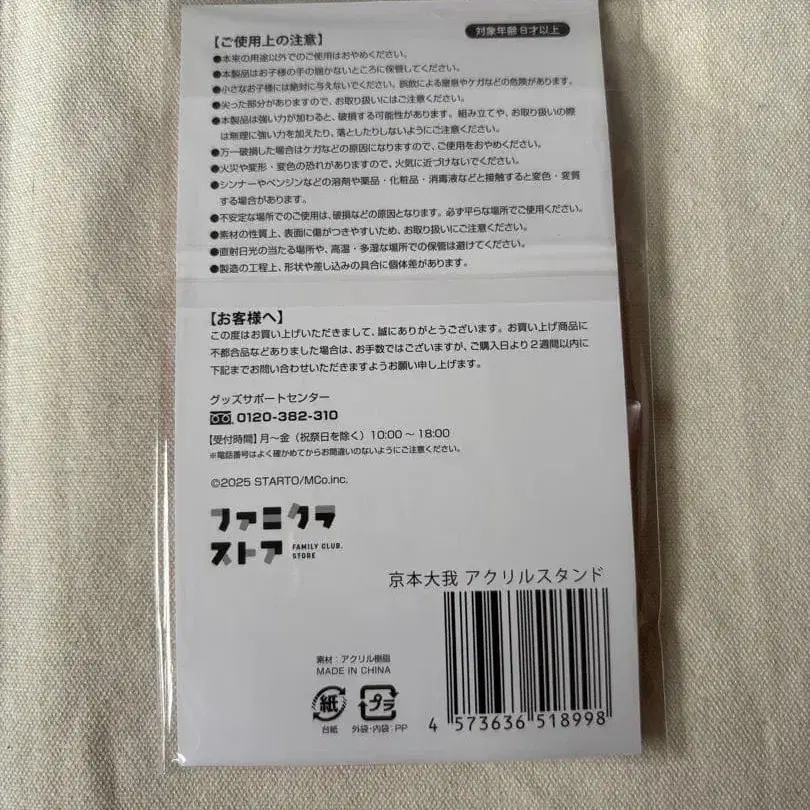 【ご使用上の注意】
対象年齢8才以上
●本来の用途以外でのご使用はおやめください。
●本製品はお子様の手の届かないところに保管してください。
●小さなお子様には絶対に与えないでください。誤飲による窒息やケガなどの危険があります。
●尖った部分がありますので、お取り扱いにはご注意ください。
●本製品は強い力が加わると、破損する可能性があります。組み立てや、お取り扱いの際
は無理に強い力を加えたり、落としたりしないようにご注意ください。
●万一破損した場合はケガなどの原因になりますので、ご使用をおやめください。
●火災や変形・変色の恐れがありますので、火気に近づけないでください。
●シンナーやベンジンなどの溶剤や薬品・化粧品・消毒液などと接触すると変色・変質
する場合があります。
●不安定な場所でのご使用は、破損などの原因となります。必ず平らな場所でご使用ください。
●素材の性質上、表面に傷がつきやすいため、お取り扱いにご注意ください。
●直射日光の当たる場所や、高温・多湿な場所での保管は避けてください。
●製造の工程上、形状や差し込みの具合に個体差があります。
【お客様へ】
この度はお買い上げいただきまして、誠にありがとうございます。お買い上げ商品に
不都合品などありました場合は、お手数ではございますが、ご購入日より2週間以内に
下記までお問い合わせいただきますようお願い申し上げます。
グッズサポートセンター
0120-382-310
【受付時間】月～金（祝祭日を除く）10:00～18:00
※電話番号はよく確かめてからお間違いのないようにご注意ください。
©2025 STARTO/MCo.inc.
ファミクラ
ストア
FAMILY CLUB.
STORE
京本大我 アクリルスタンド
素材：アクリル樹脂
MADE IN CHINA
紙
プラ
台紙
外袋・内袋：PP
4 573636 518998